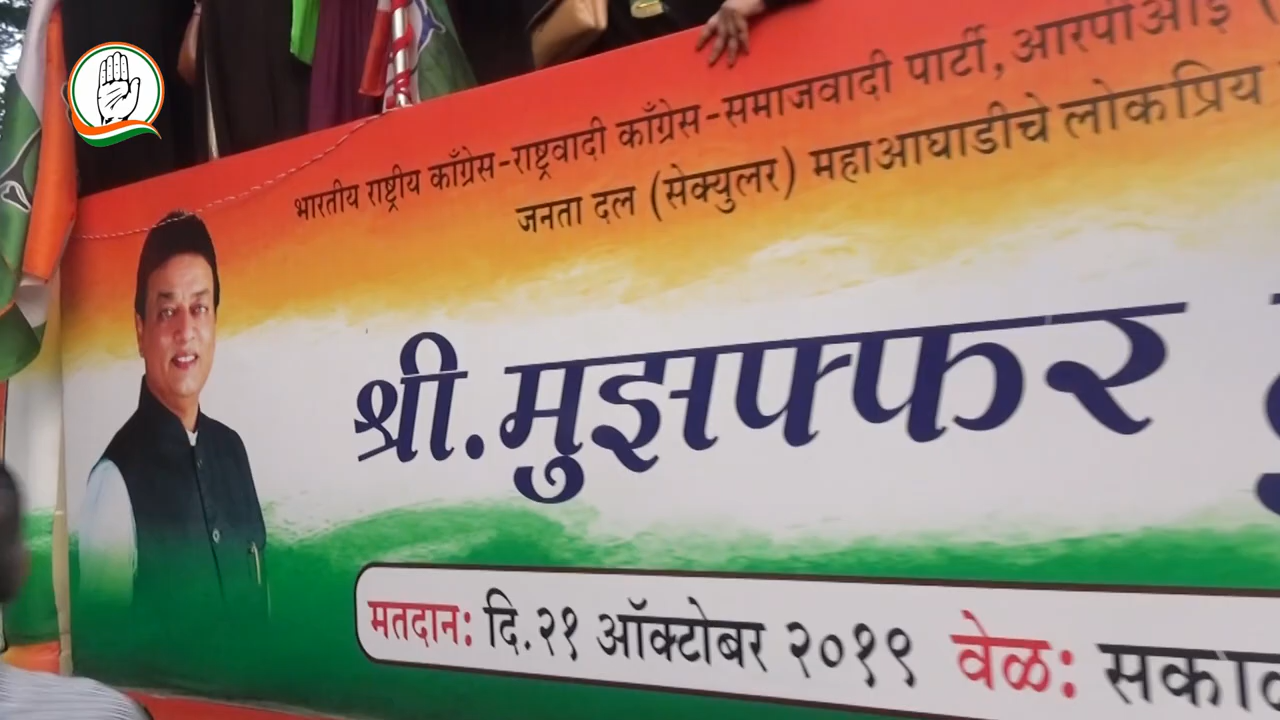 भारतीय राष्ट्रीय काँग्रेस-राष्ट्रवादी काँग्रेस-समाजवादी पार्टी, आरपीआई (
जनता दल (सेक्युलर) महाआघाडीचे लोकप्रिय
श्री.मुझफ्फर
मतदान: दि.२१ ऑक्टोबर २०१९ वेळ: